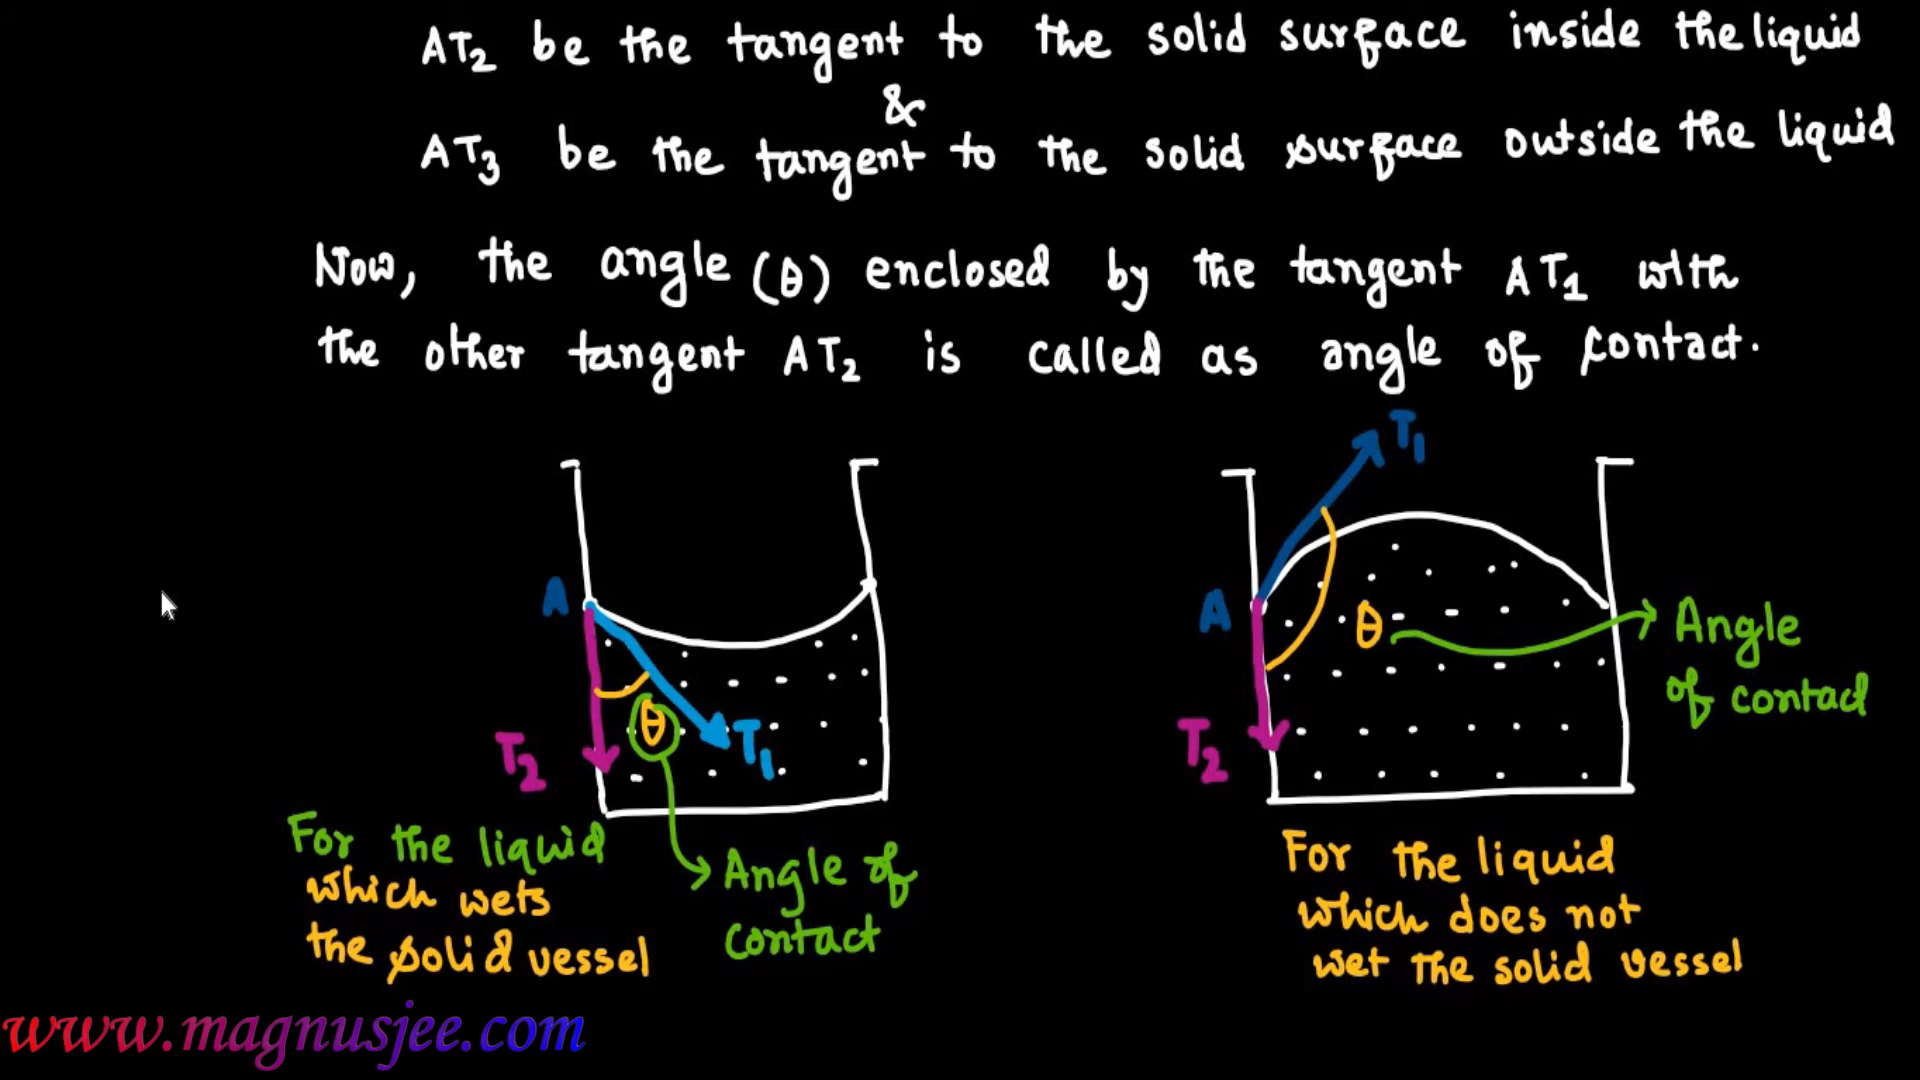 AT2 be the tangent to the solid surface inside the liquid
&
AT3 be the tangent to the solid surface outside the liquid
Now, the angle (θ) enclosed by the tangent AT1 with
the other tangent AT2 is called as angle of contact.
T1
A
A
θ
Angle
of contact
θ
T1
T2
T2
For the liquid
which wets
the solid vessel
Angle of
contact
For the liquid
which does not
wet the solid vessel
www.magnusjee.com